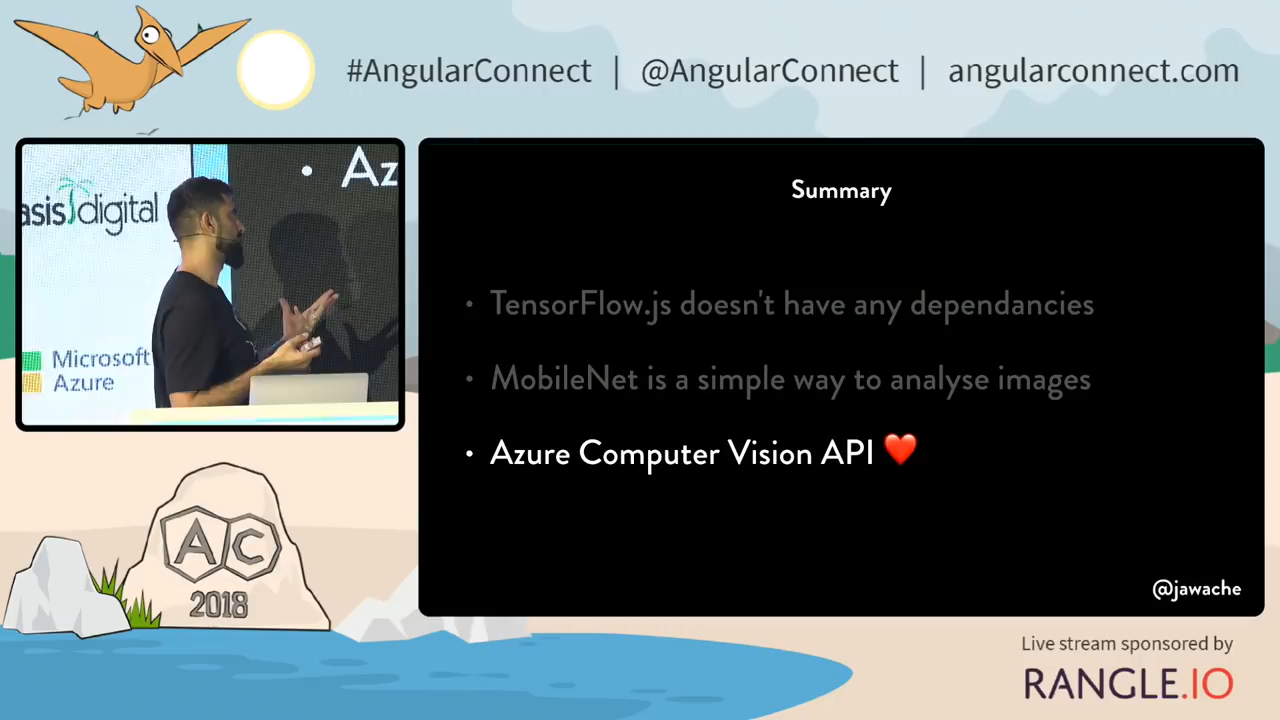 #AngularConnect | @AngularConnect | angularconnect.com
• Az
asis digital
Microsoft
Azure
Summary
• TensorFlow.js doesn't have any dependancies
• MobileNet is a simple way to analyse images
• Azure Computer Vision API ❤️
@jawache
AC
2018
Live stream sponsored by
RANGLE.IO